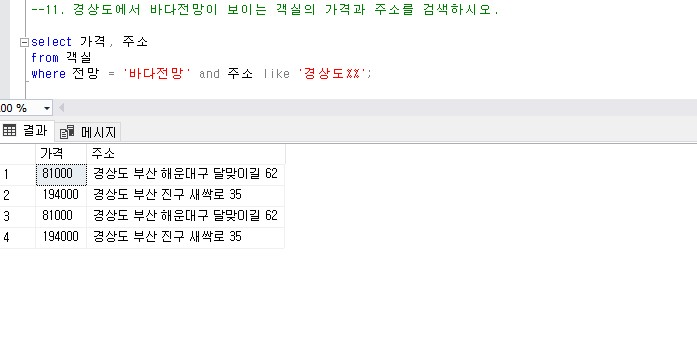 --11. 경상도에서 바다전망이 보이는 객실의 가격과 주소를 검색하시오.
select 가격, 주소
from 객실
where 전망 = '바다전망' and 주소 like '경상도%%';
00 %
결과 메시지
가격 주소
1 81000 경상도 부산 해운대구 달맞이길 62
2 194000 경상도 부산 진구 새싹로 35
3 81000 경상도 부산 해운대구 달맞이길 62
4 194000 경상도 부산 진구 새싹로 35